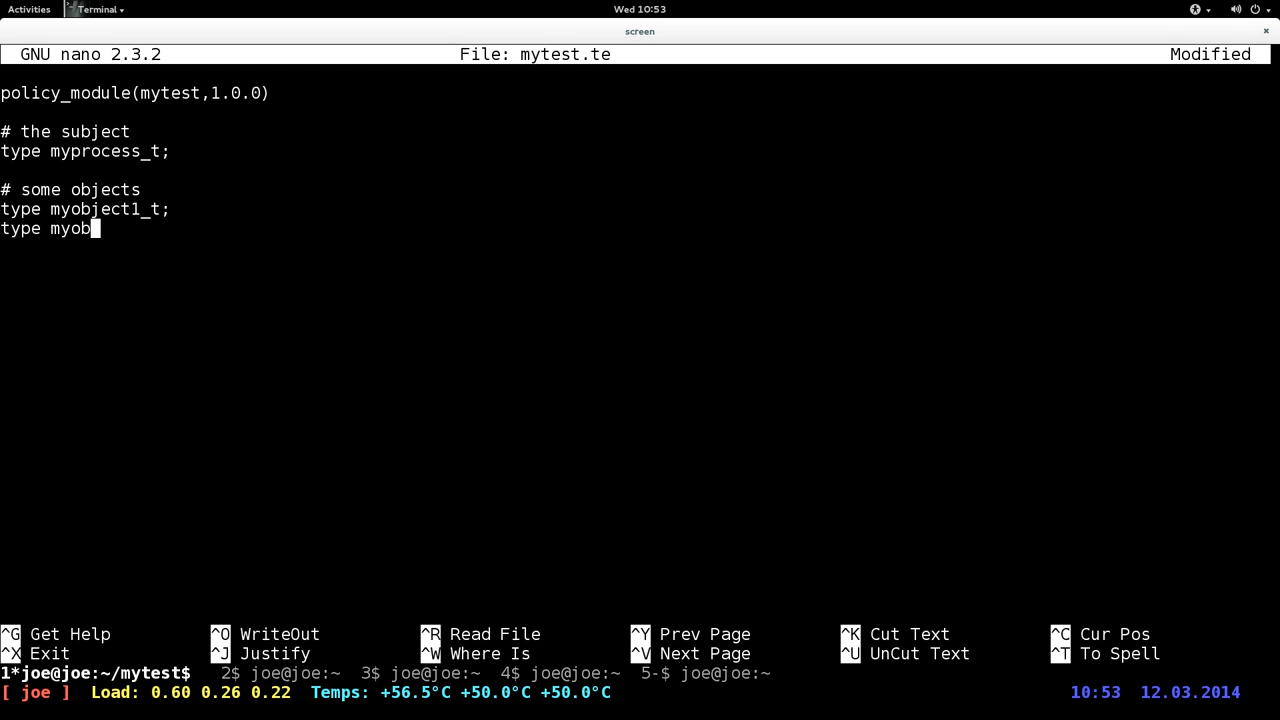 Activities Terminal Wed 10:53
screen ×
GNU nano 2.3.2 File: mytest.te Modified
policy_module(mytest,1.0.0)
# the subject
type myprocess_t;
# some objects
type myobject1_t;
type myob
^G Get Help ^O WriteOut ^R Read File ^Y Prev Page ^K Cut Text ^C Cur Pos
^X Exit ^J Justify ^W Where Is ^V Next Page ^U UnCut Text ^T To Spell
1*joe@joe:~/mytest$ 2$ joe@joe:~ 3$ joe@joe:~ 4$ joe@joe:~ 5-$ joe@joe:~
[ joe ] Load: 0.60 0.26 0.22 Temps: +56.5°C +50.0°C +50.0°C 10:53 12.03.2014